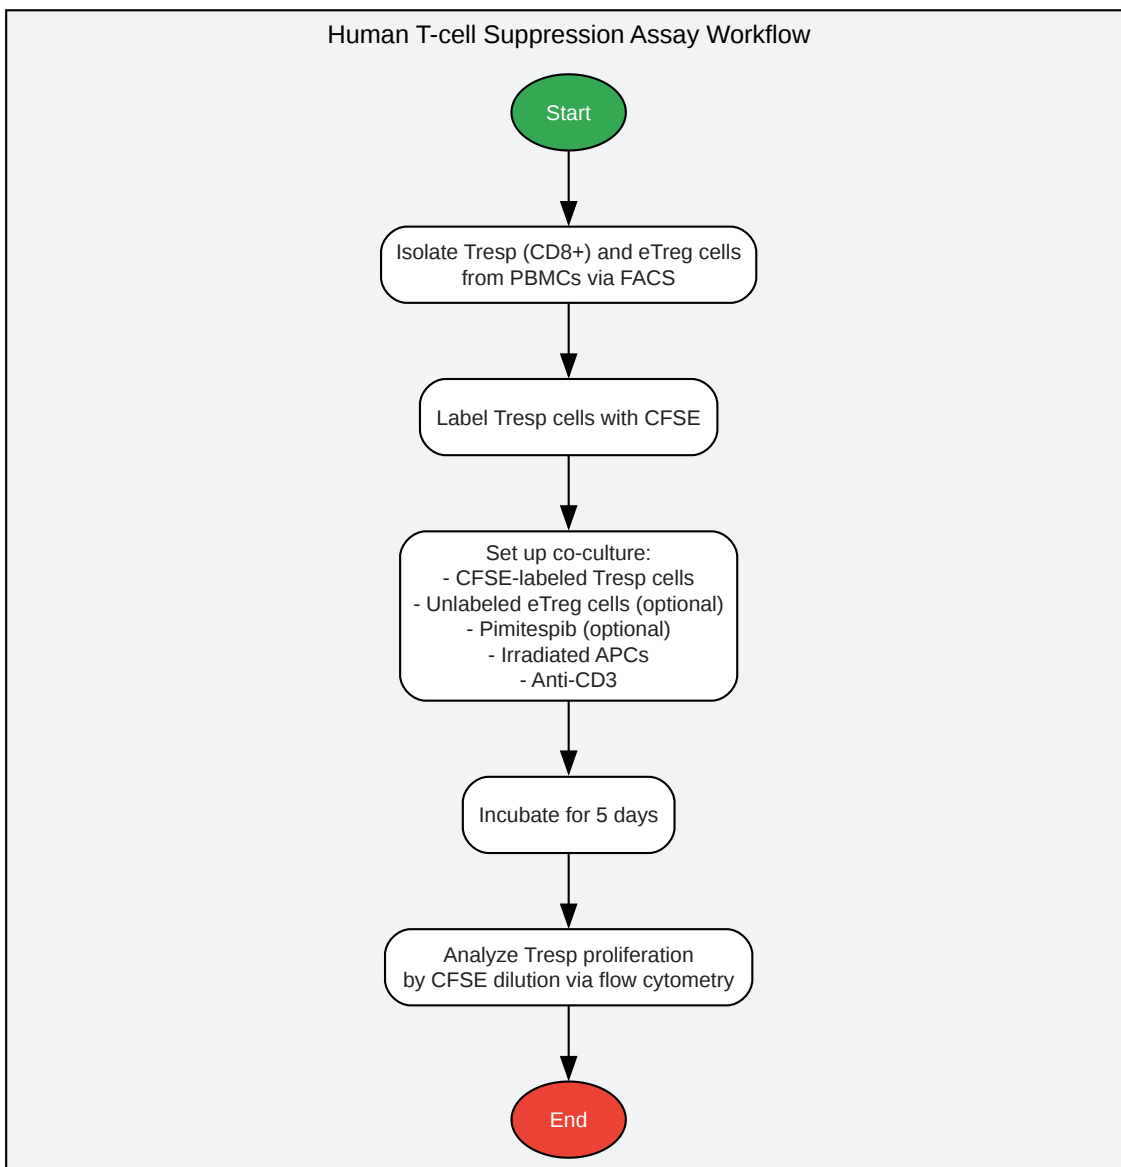 Human T-cell Suppression Assay Workflow
Start
Isolate Tresp (CD8+) and eTreg cells
from PBMCs via FACS
Label Tresp cells with CFSE
Set up co-culture:
- CFSE-labeled Tresp cells
- Unlabeled eTreg cells (optional)
- Pimitespib (optional)
- Irradiated APCs
- Anti-CD3
Incubate for 5 days
Analyze Tresp proliferation
by CFSE dilution via flow cytometry
End